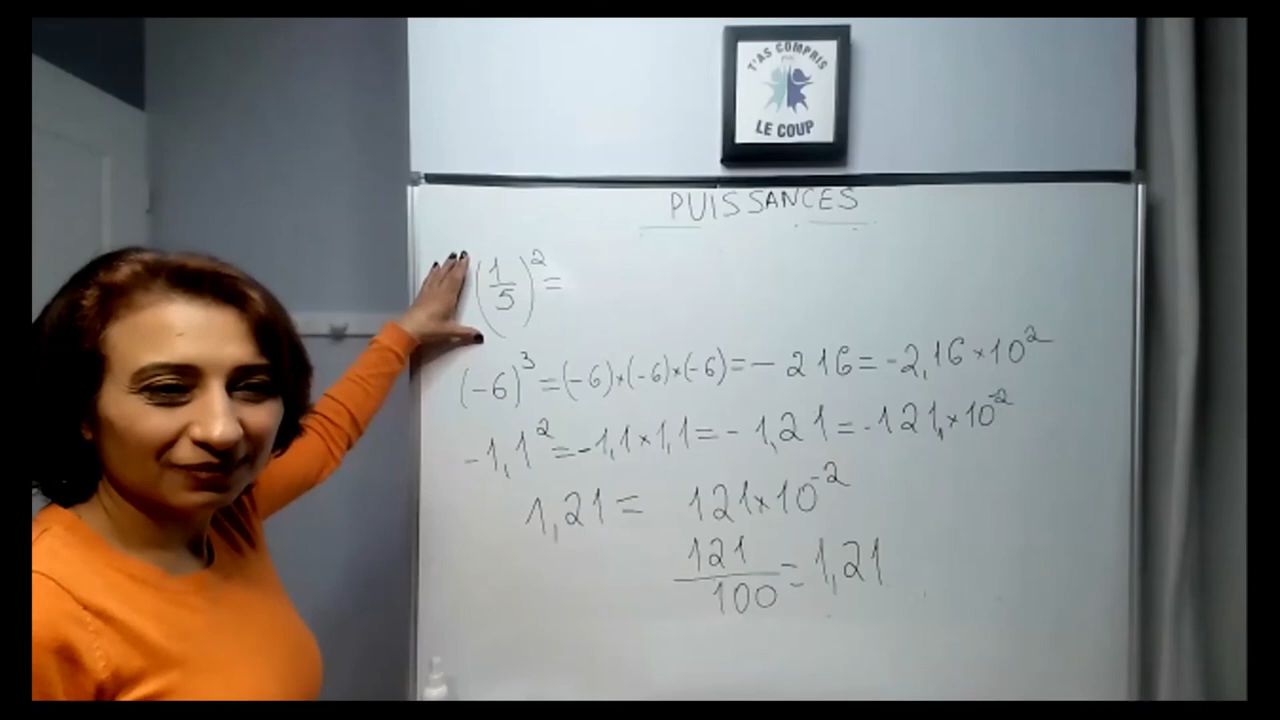 T'AS COMPRIS
LE COUP
PUISSANCES
(1/5)² =
(-6)³ = (-6)×(-6)×(-6) = - 216 = -2,16×10²
-1,1² = -1,1×1,1 = - 1,21 = -121,×10⁻²
1,21 = 121×10⁻²
121/100 = 1,21